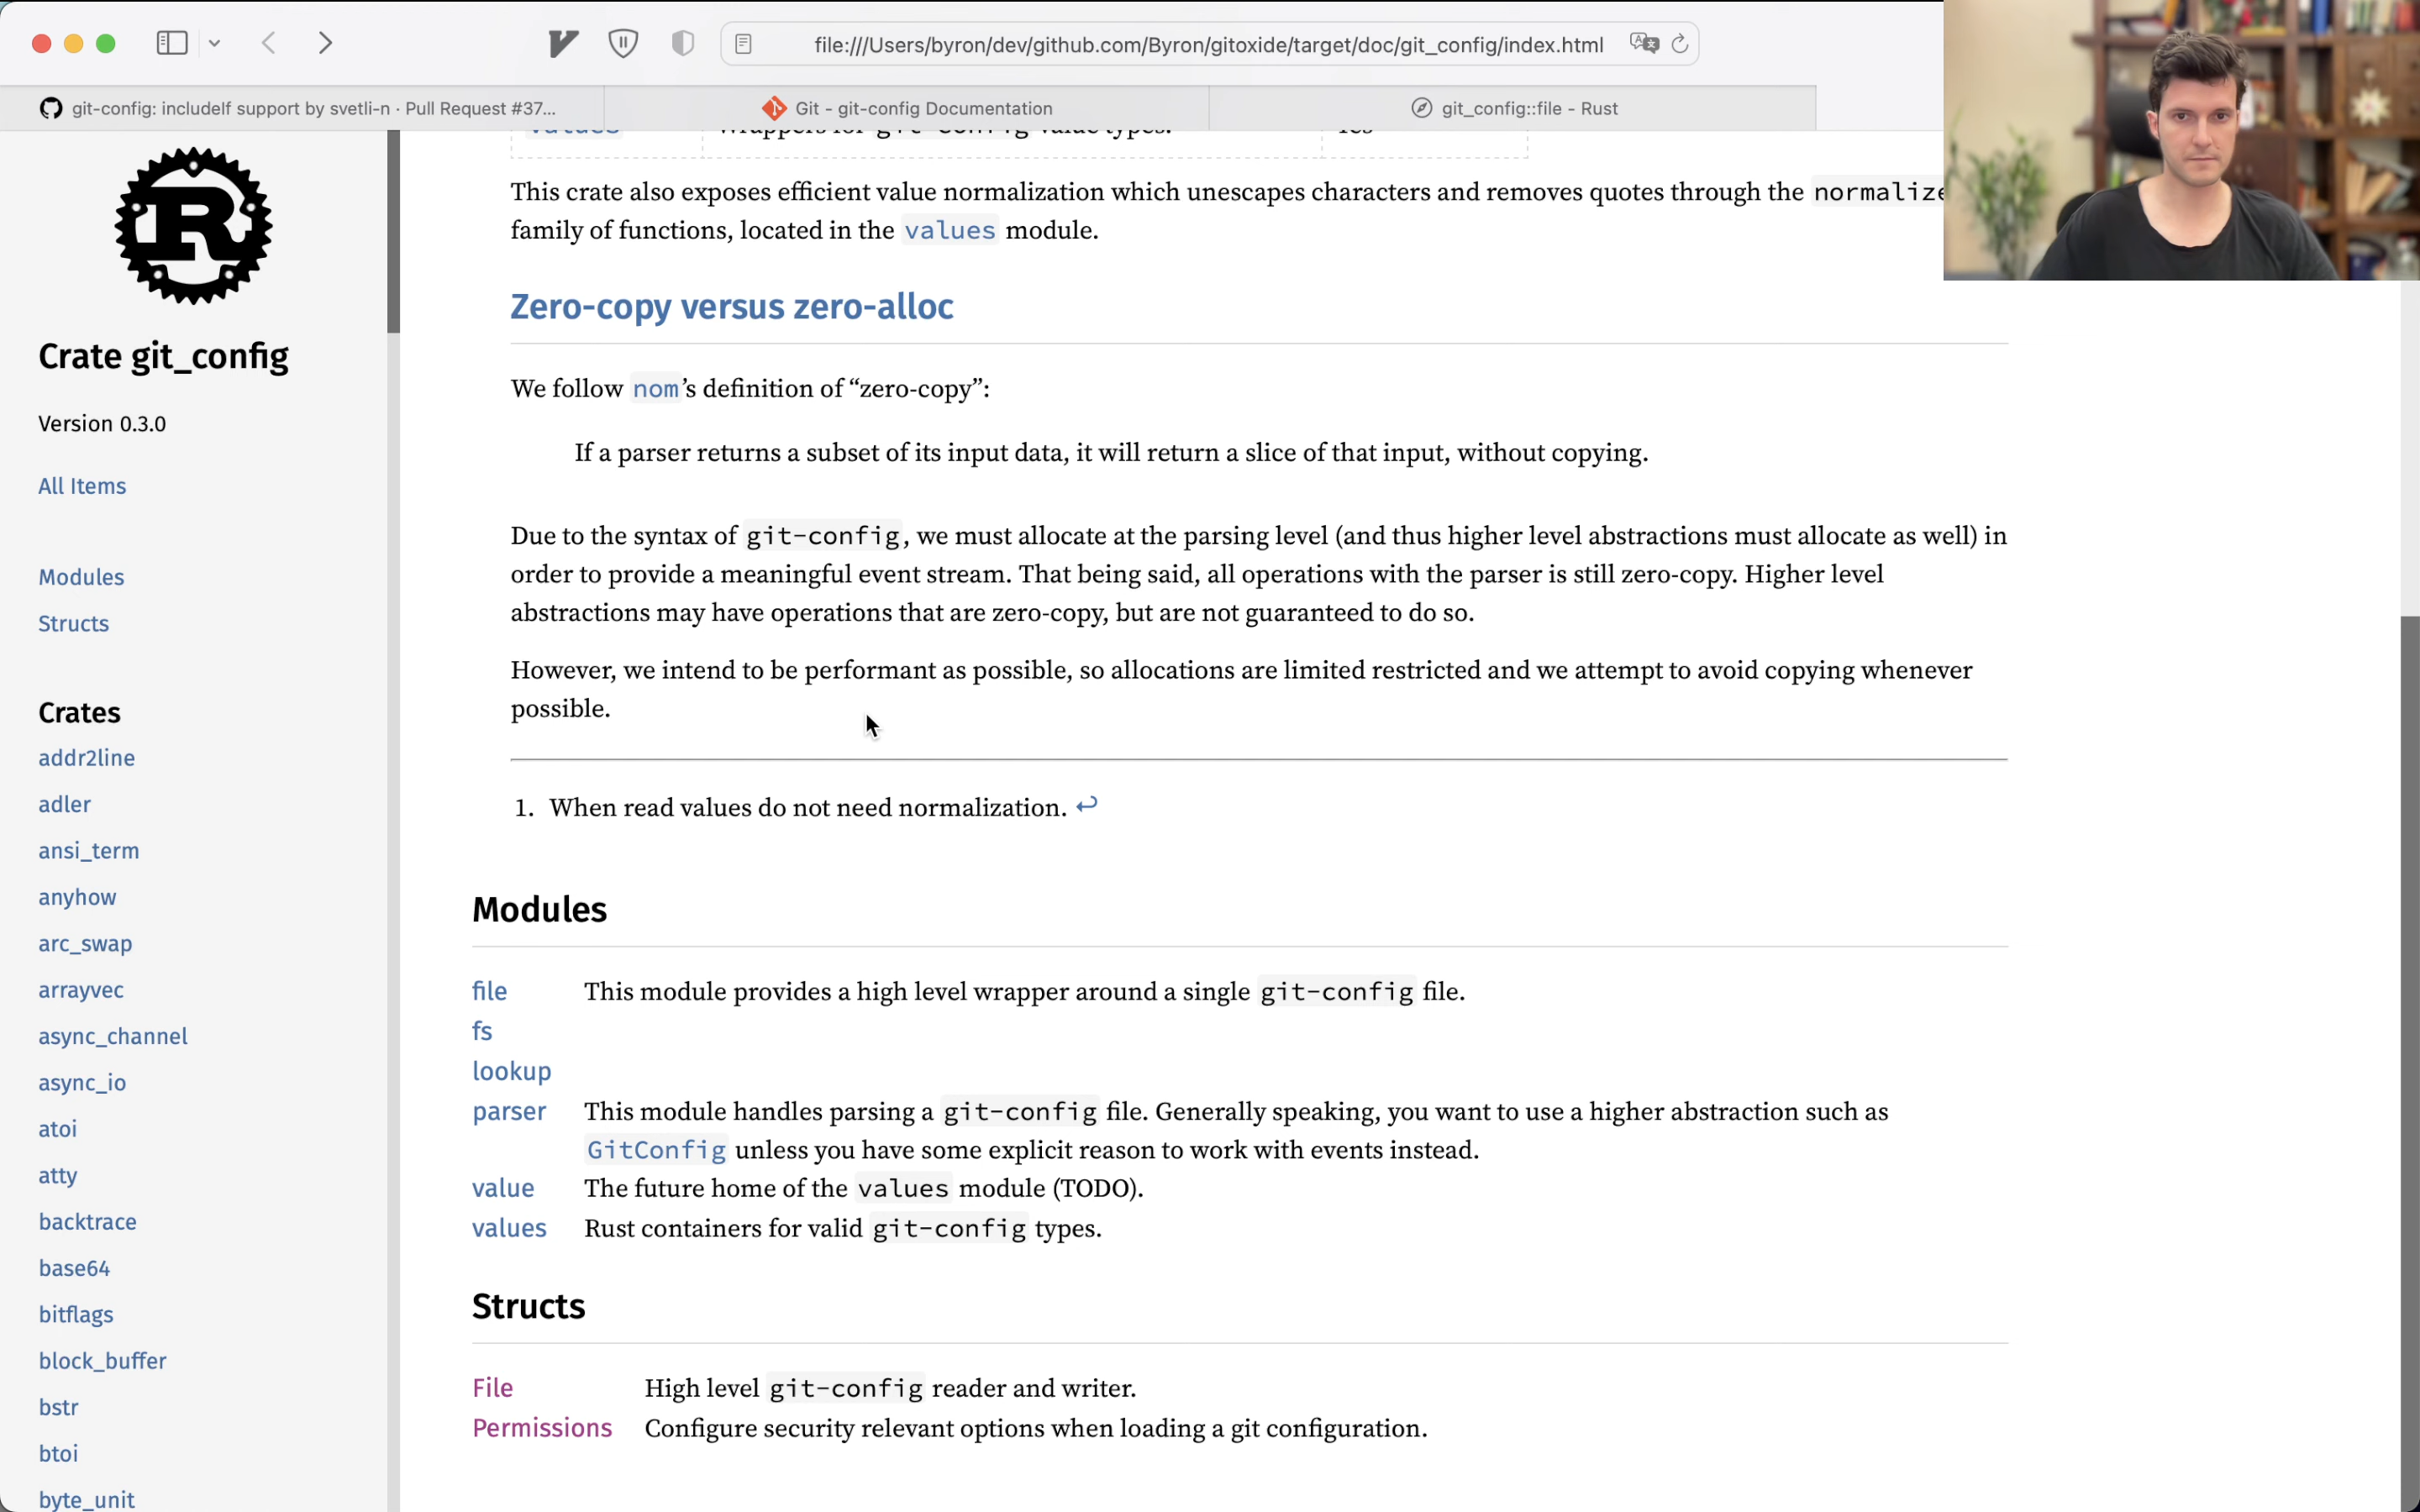 file:///Users/byron/dev/github.com/Byron/gitoxide/target/doc/git_config/index.html
git-config: includeIf support by svetli-n · Pull Request #37...
Git - git-config Documentation
git_config::file - Rust
values
Wrappers for git-config value types.
Yes
Crate git_config
Version 0.3.0
All Items
Modules
Structs
Crates
addr2line
adler
ansi_term
anyhow
arc_swap
arrayvec
async_channel
async_io
atoi
atty
backtrace
base64
bitflags
block_buffer
bstr
btoi
byte_unit
This crate also exposes efficient value normalization which unescapes characters and removes quotes through the normalize
family of functions, located in the values module.
Zero-copy versus zero-alloc
We follow nom’s definition of “zero-copy”:
If a parser returns a subset of its input data, it will return a slice of that input, without copying.
Due to the syntax of git-config, we must allocate at the parsing level (and thus higher level abstractions must allocate as well) in
order to provide a meaningful event stream. That being said, all operations with the parser is still zero-copy. Higher level
abstractions may have operations that are zero-copy, but are not guaranteed to do so.
However, we intend to be performant as possible, so allocations are limited restricted and we attempt to avoid copying whenever
possible.
1. When read values do not need normalization. ↩
Modules
file This module provides a high level wrapper around a single git-config file.
fs
lookup
parser This module handles parsing a git-config file. Generally speaking, you want to use a higher abstraction such as
GitConfig unless you have some explicit reason to work with events instead.
value The future home of the values module (TODO).
values Rust containers for valid git-config types.
Structs
File High level git-config reader and writer.
Permissions Configure security relevant options when loading a git configuration.